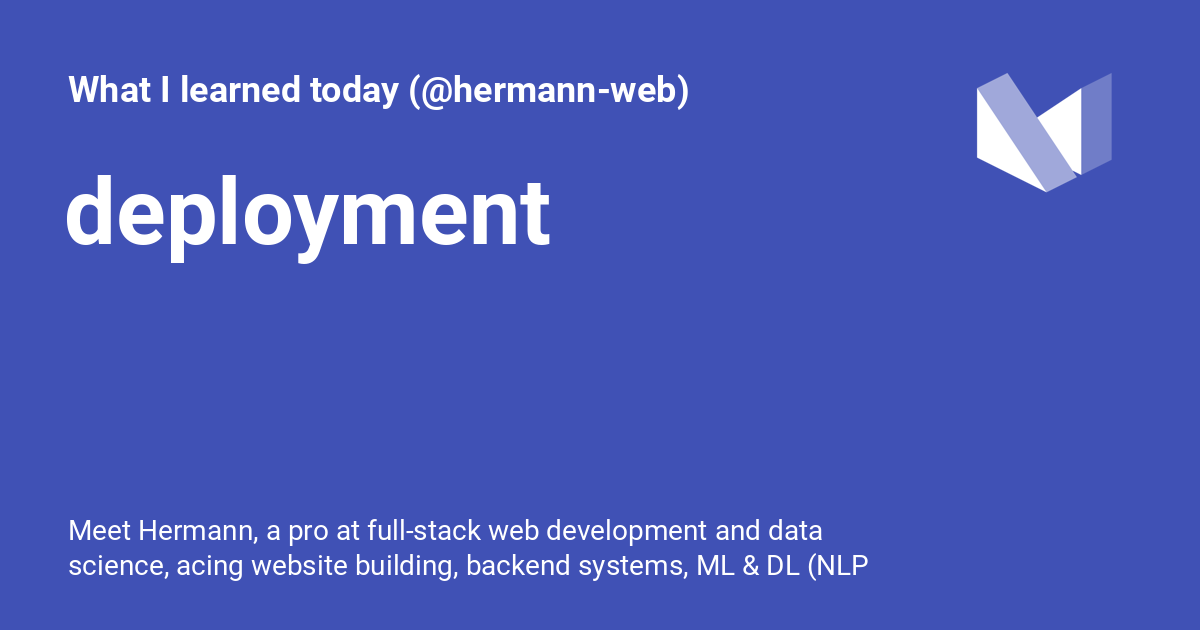 What I learned today (@hermann-web)
deployment
Meet Hermann, a pro at full-stack web development and data
science, acing website building, backend systems, ML & DL (NLP